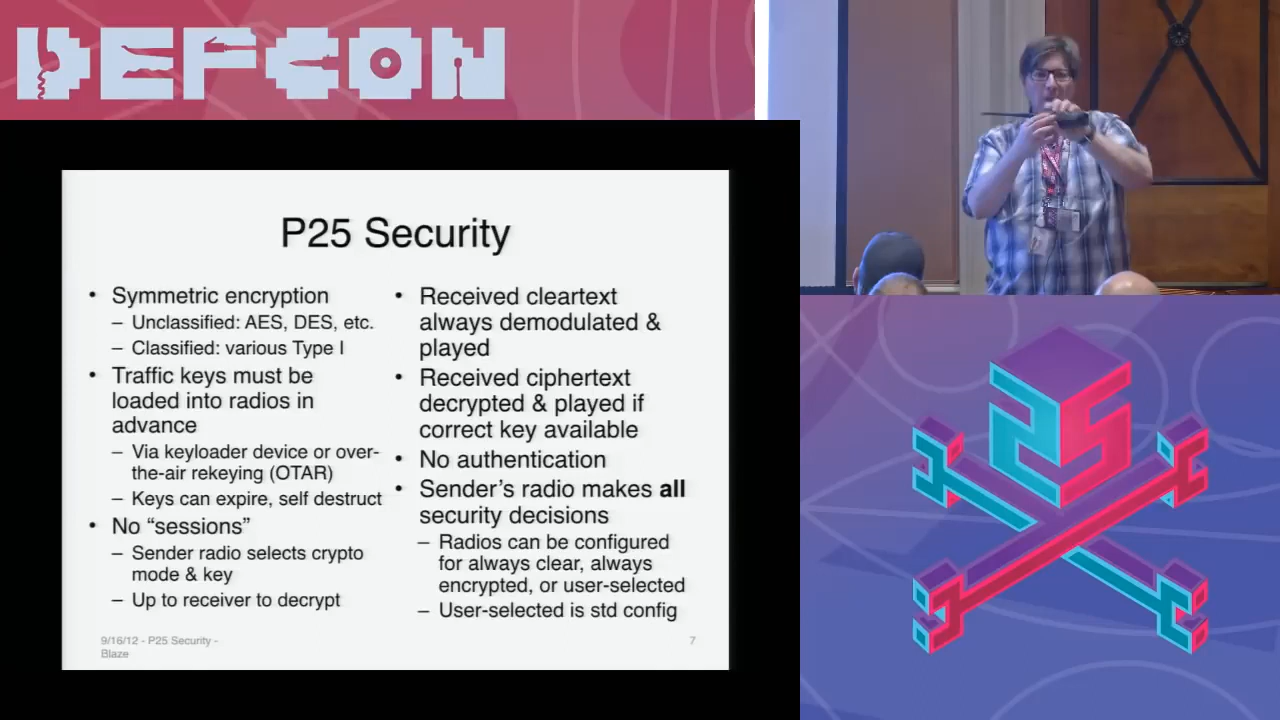 DEFCON
P25 Security
• Symmetric encryption
– Unclassified: AES, DES, etc.
– Classified: various Type I
• Traffic keys must be
loaded into radios in
advance
– Via keyloader device or over-
the-air rekeying (OTAR)
– Keys can expire, self destruct
• No “sessions”
– Sender radio selects crypto
mode & key
– Up to receiver to decrypt
• Received cleartext
always demodulated &
played
• Received ciphertext
decrypted & played if
correct key available
• No authentication
• Sender’s radio makes all
security decisions
– Radios can be configured
for always clear, always
encrypted, or user-selected
– User-selected is std config
9/16/12 - P25 Security -
Blaze
7
25